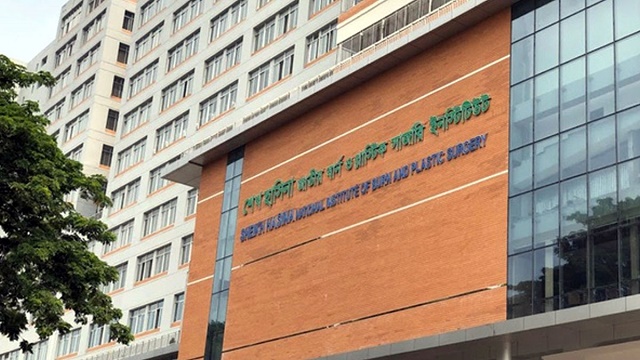 শেখ হাসিনা জাতীয় বার্ন ও প্লাস্টিক সার্জারি ইনস্টিটিউট
SHEIKH HASINA NATIONAL INSTITUTE OF BURN AND PLASTIC SURGERY